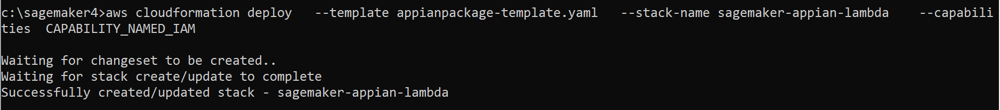 c:\sagemaker4>aws cloudformation deploy   --template appianpackage-template.yaml   --stack-name sagemaker-appian-lambda    --capabili
ties  CAPABILITY_NAMED_IAM
Waiting for changeset to be created..
Waiting for stack create/update to complete
Successfully created/updated stack - sagemaker-appian-lambda